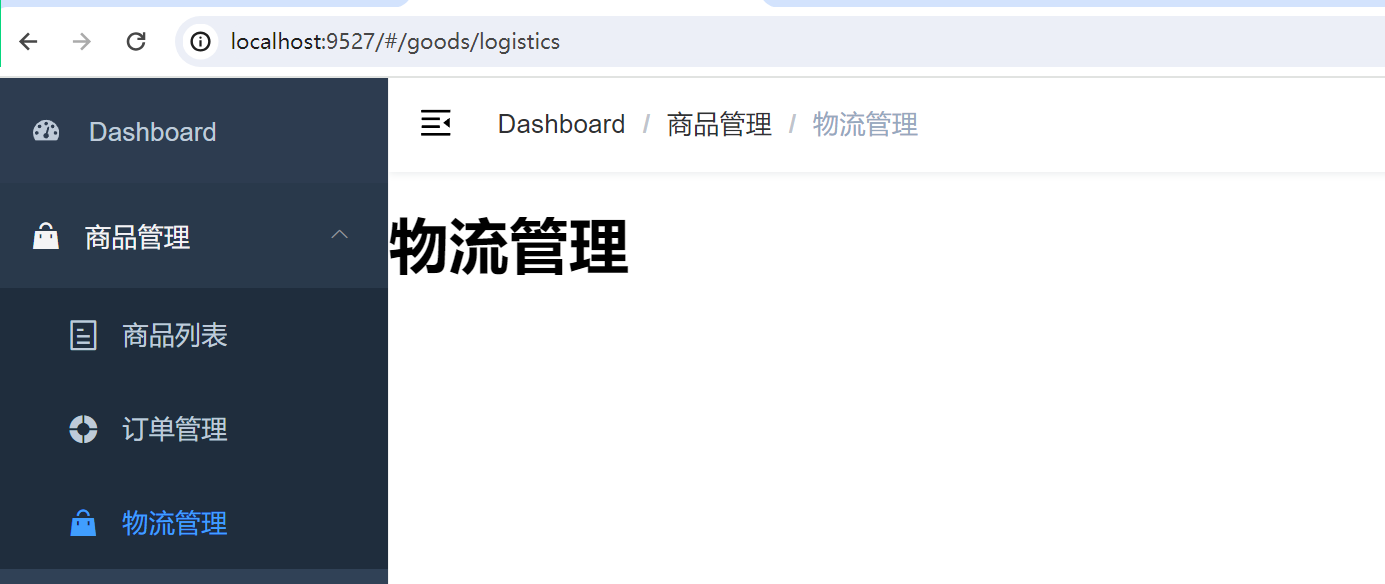 localhost:9527/#/goods/logistics
Dashboard
Dashboard / 商品管理 / 物流管理
商品管理
物流管理
商品列表
订单管理
物流管理